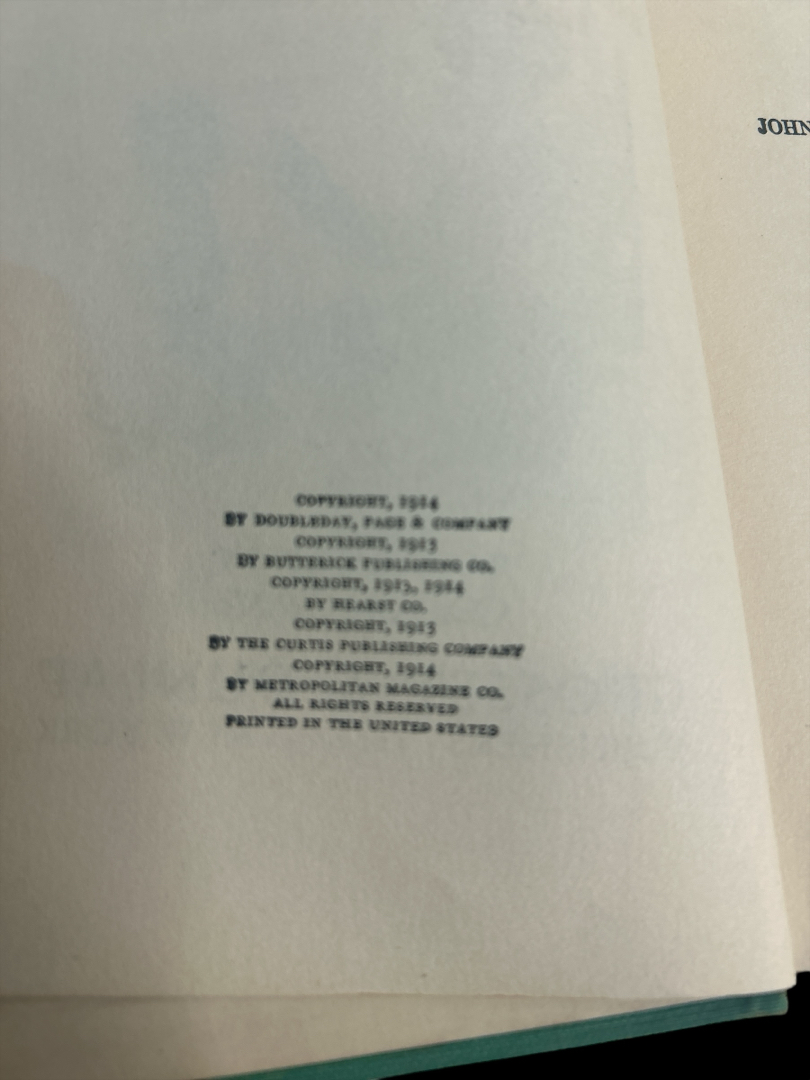 COPYRIGHT, 1914
BY DOUBLEDAY, PAGE & COMPANY
COPYRIGHT, 1913
BY BUTTERICK PUBLISHING CO.
COPYRIGHT, 1913, 1914
BY HEARST CO.
COPYRIGHT, 1913
BY THE CURTIS PUBLISHING COMPANY
COPYRIGHT, 1914
BY METROPOLITAN MAGAZINE CO.
ALL RIGHTS RESERVED
PRINTED IN THE UNITED STATES
JOHN